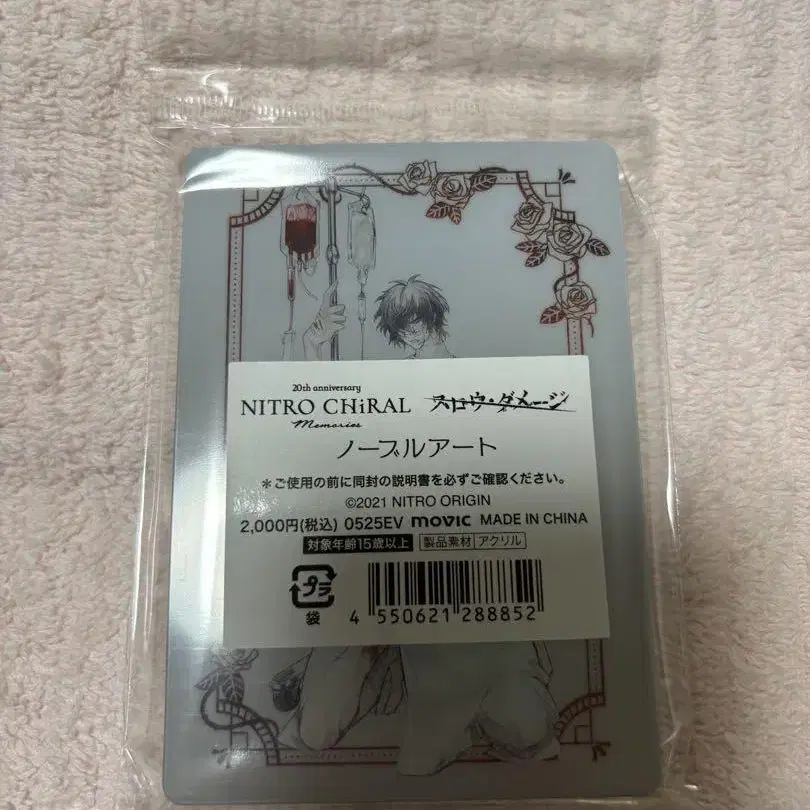 20th anniversary
NITRO CHiRAL スロウ・ダメージ
Memories
ノーブルアート
＊ご使用の前に同封の説明書を必ずご確認ください。
©2021 NITRO ORIGIN
2,000円(税込) 0525EV movic MADE IN CHINA
対象年齢15歳以上 製品素材 アクリル
プラ
袋
4 550621 288852